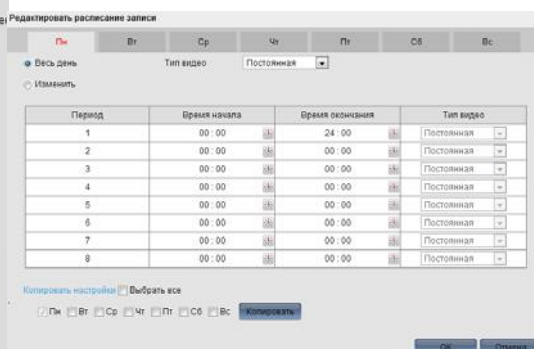 Редактировать расписание записи
Пн Вт Ср Чт Пт Сб Вс
Весь день Тип видео Постоянная
Изменить
Период Время начала Время окончания Тип видео
1 00 : 00 24 : 00 Постоянная
2 00 : 00 00 : 00 Постоянная
3 00 : 00 00 : 00 Постоянная
4 00 : 00 00 : 00 Постоянная
5 00 : 00 00 : 00 Постоянная
6 00 : 00 00 : 00 Постоянная
7 00 : 00 00 : 00 Постоянная
8 00 : 00 00 : 00 Постоянная
Копировать настройки Выбрать все
Пн Вт Ср Чт Пт Сб Вс Копировать
OK Отмена